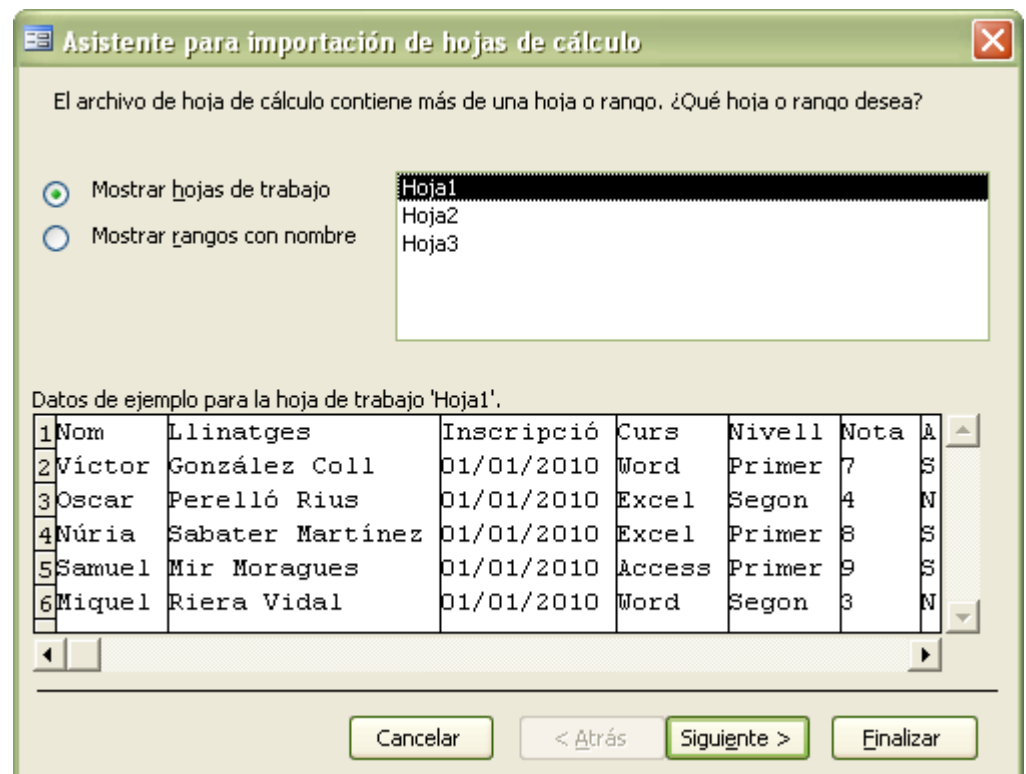 Asistente para importación de hojas de cálculo
El archivo de hoja de cálculo contiene más de una hoja o rango. ¿Qué hoja o rango desea?
Mostrar hojas de trabajo
Mostrar rangos con nombre
Hoja1
Hoja2
Hoja3
Datos de ejemplo para la hoja de trabajo 'Hoja1'.
1 Nom Llinatges Inscripció Curs Nivell Nota A
2 Víctor González Coll 01/01/2010 Word Primer 7 S
3 Oscar Perelló Rius 01/01/2010 Excel Segon 4 N
4 Núria Sabater Martínez 01/01/2010 Excel Primer 8 S
5 Samuel Mir Moragues 01/01/2010 Access Primer 9 S
6 Miquel Riera Vidal 01/01/2010 Word Segon 3 N
Cancelar < Atrás Siguiente > Finalizar